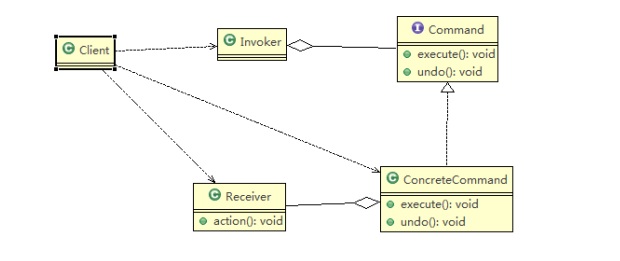 C Client
C Invoker
I Command
execute(): void
undo(): void
C Receiver
action(): void
C ConcreteCommand
execute(): void
undo(): void